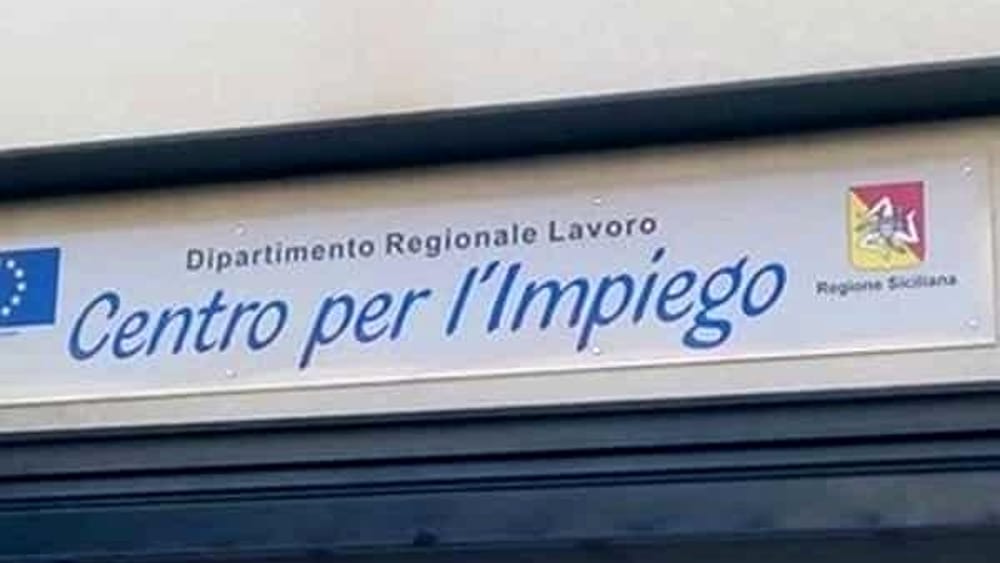 Dipartimento Regionale Lavoro
Centro per l'Impiego
Regione Siciliana